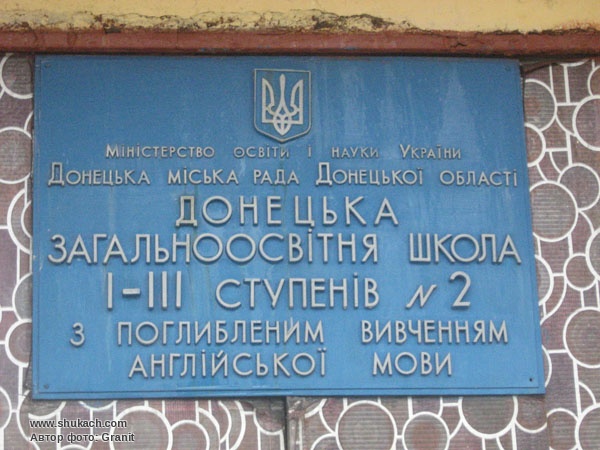 Міністерство освіти і науки України
Донецька міська рада Донецької області
ДОНЕЦЬКА
ЗАГАЛЬНООСВІТНЯ ШКОЛА
І-ІІІ СТУПЕНІВ № 2
З ПОГЛИБЛЕНИМ ВИВЧЕННЯМ
АНГЛІЙСЬКОЇ МОВИ
www.shukach.com
Автор фото: Granit